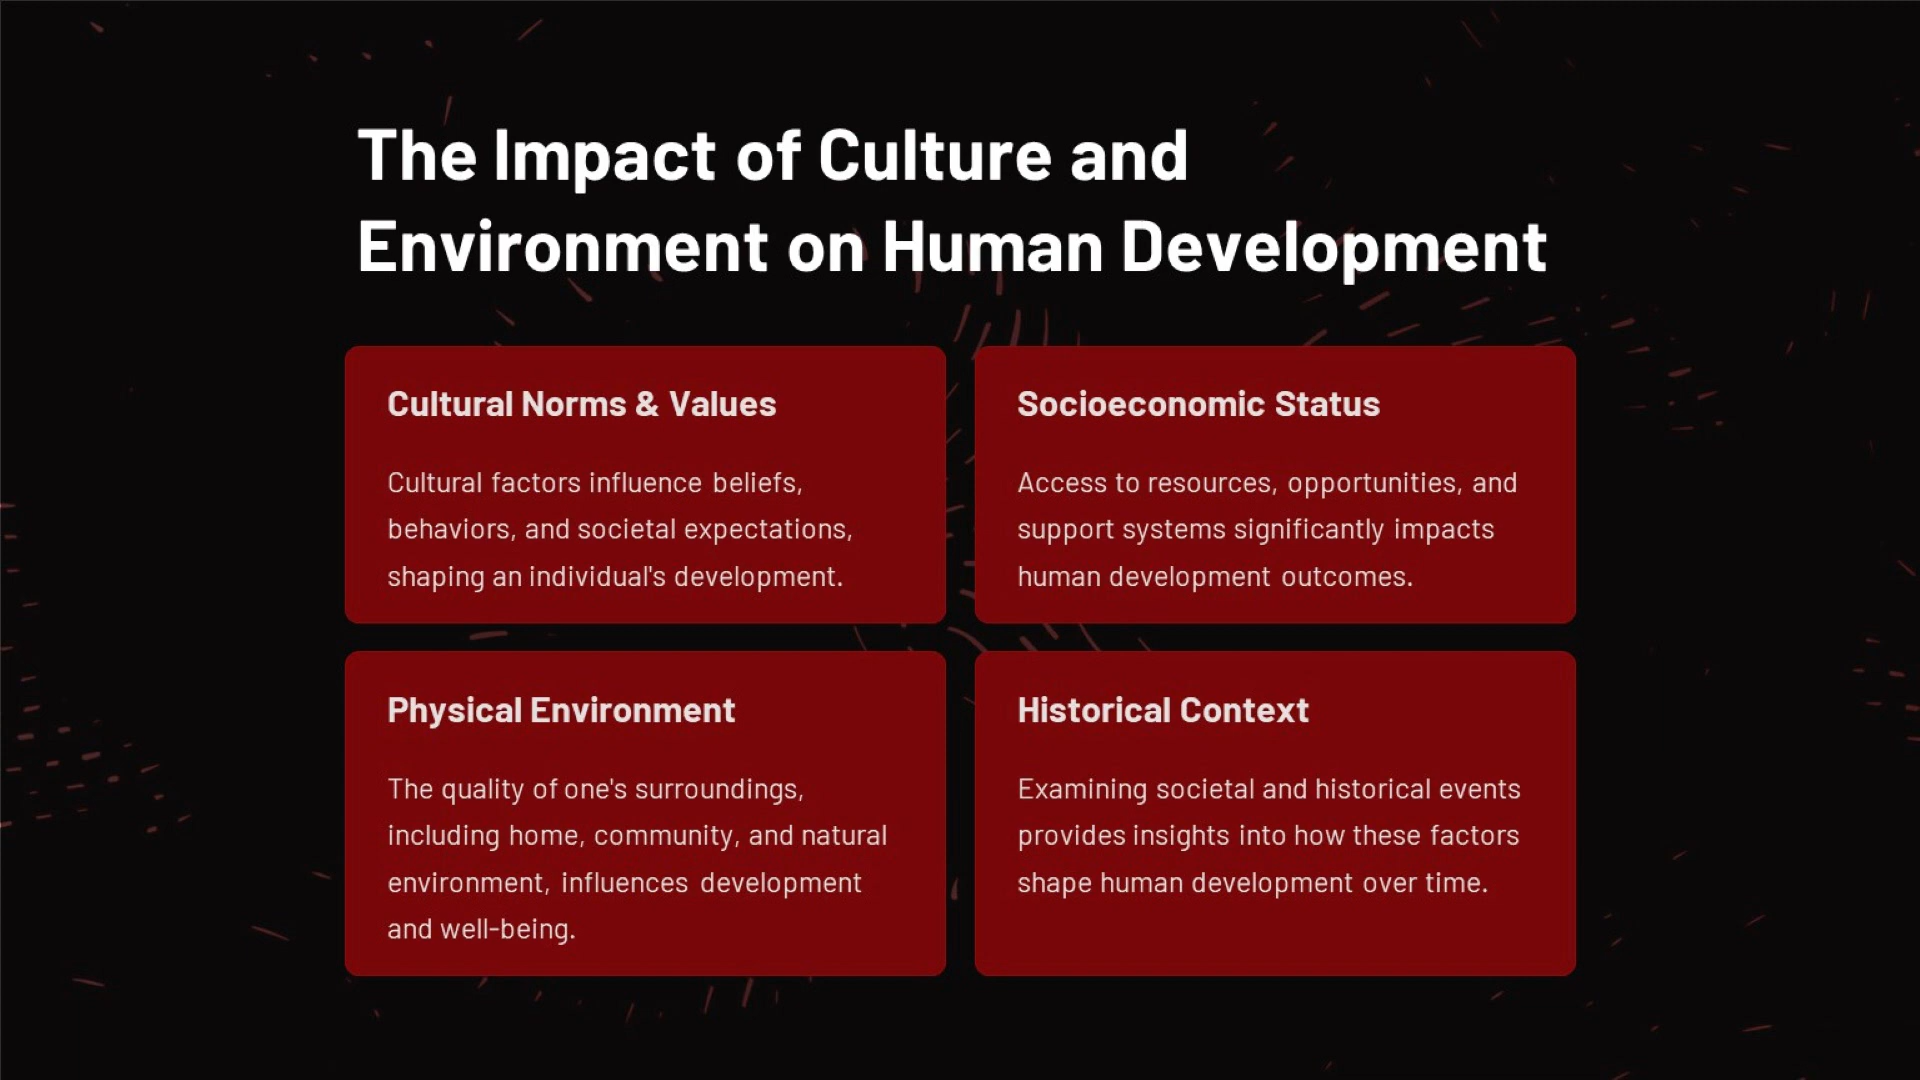 The Impact of Culture and
Environment on Human Development
Cultural Norms & Values
Cultural factors influence beliefs,
behaviors, and societal expectations,
shaping an individual's development.
Socioeconomic Status
Access to resources, opportunities, and
support systems significantly impacts
human development outcomes.
Physical Environment
The quality of one's surroundings,
including home, community, and natural
environment, influences development
and well-being.
Historical Context
Examining societal and historical events
provides insights into how these factors
shape human development over time.